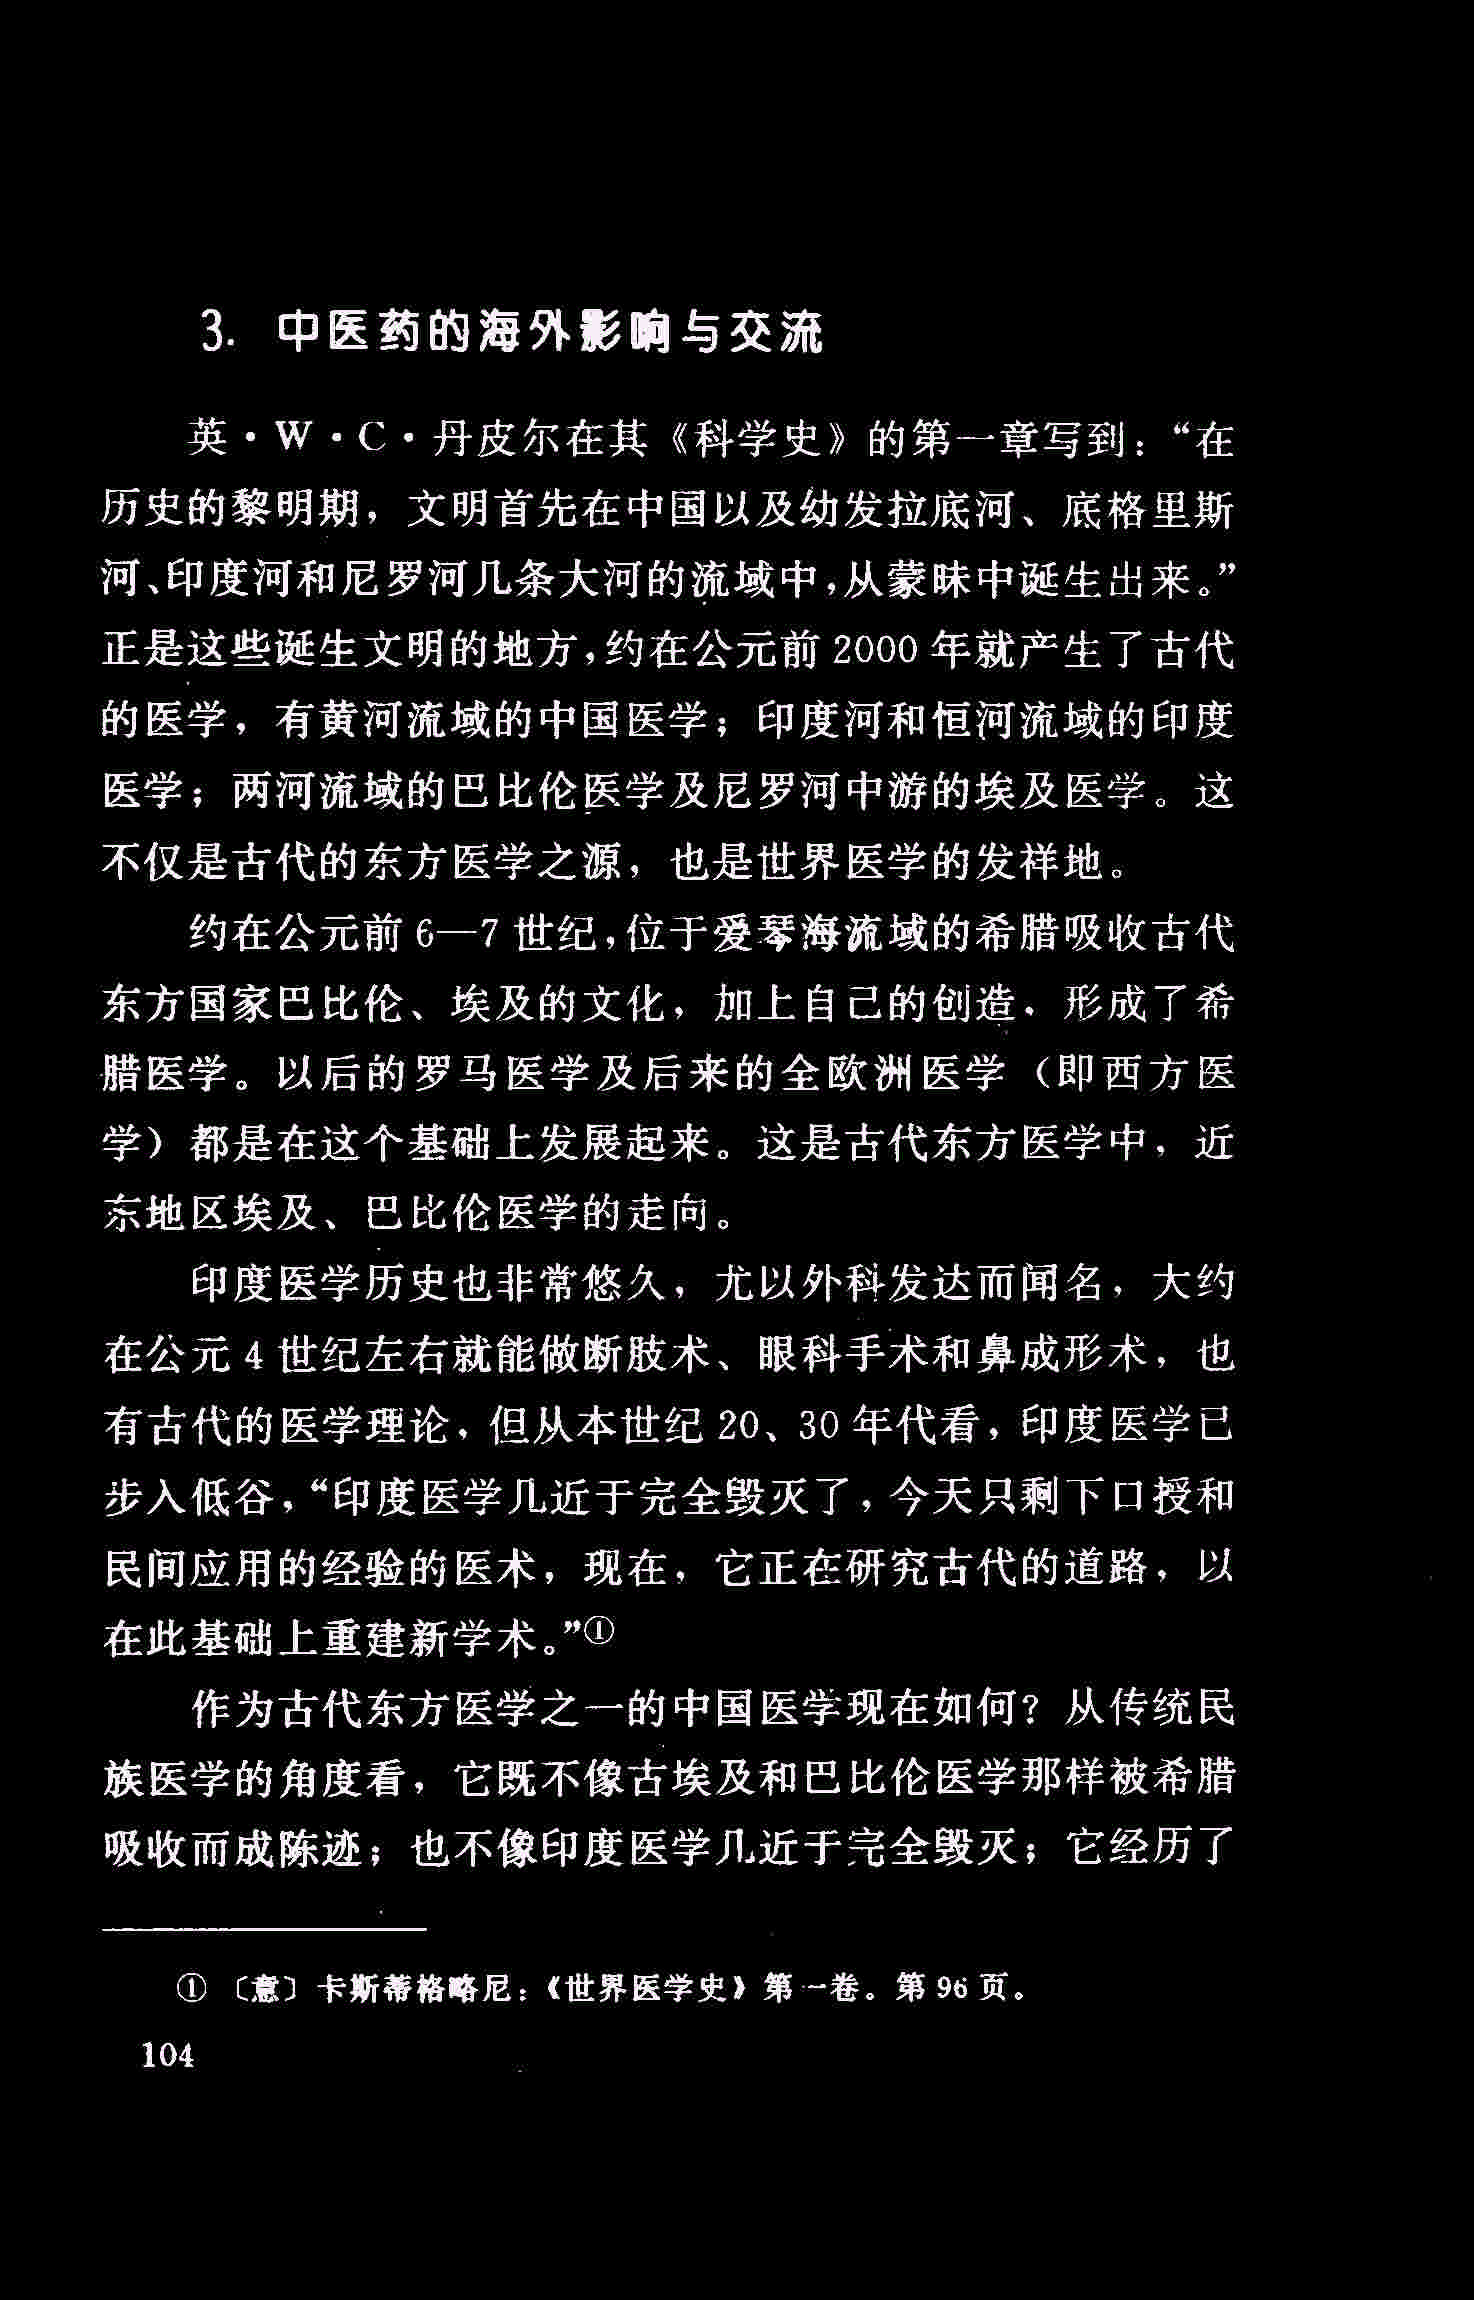 3. 中医药的海外影响与交流
英·W·C·丹皮尔在其《科学史》的第一章写到：“在
历史的黎明期，文明首先在中国以及幼发拉底河、底格里斯
河、印度河和尼罗河几条大河的流域中，从蒙昧中诞生出来。”
正是这些诞生文明的地方，约在公元前 2000 年就产生了古代
的医学，有黄河流域的中国医学；印度河和恒河流域的印度
医学；两河流域的巴比伦医学及尼罗河中游的埃及医学。这
不仅是古代的东方医学之源，也是世界医学的发祥地。
约在公元前 6—7 世纪，位于爱琴海流域的希腊吸收古代
东方国家巴比伦、埃及的文化，加上自己的创造，形成了希
腊医学。以后的罗马医学及后来的全欧洲医学（即西方医
学）都是在这个基础上发展起来。这是古代东方医学中，近
东地区埃及、巴比伦医学的走向。
印度医学历史也非常悠久，尤以外科发达而闻名，大约
在公元 4 世纪左右就能做断肢术、眼科手术和鼻成形术，也
有古代的医学理论，但从本世纪 20、30 年代看，印度医学已
步入低谷，“印度医学几近于完全毁灭了，今天只剩下口授和
民间应用的经验的医术，现在，它正在研究古代的道路，以
在此基础上重建新学术。”①
作为古代东方医学之一的中国医学现在如何？从传统民
族医学的角度看，它既不像古埃及和巴比伦医学那样被希腊
吸收而成陈迹；也不像印度医学几近于完全毁灭；它经历了
① 〔意〕卡斯蒂格略尼：《世界医学史》第一卷。第 96 页。
104